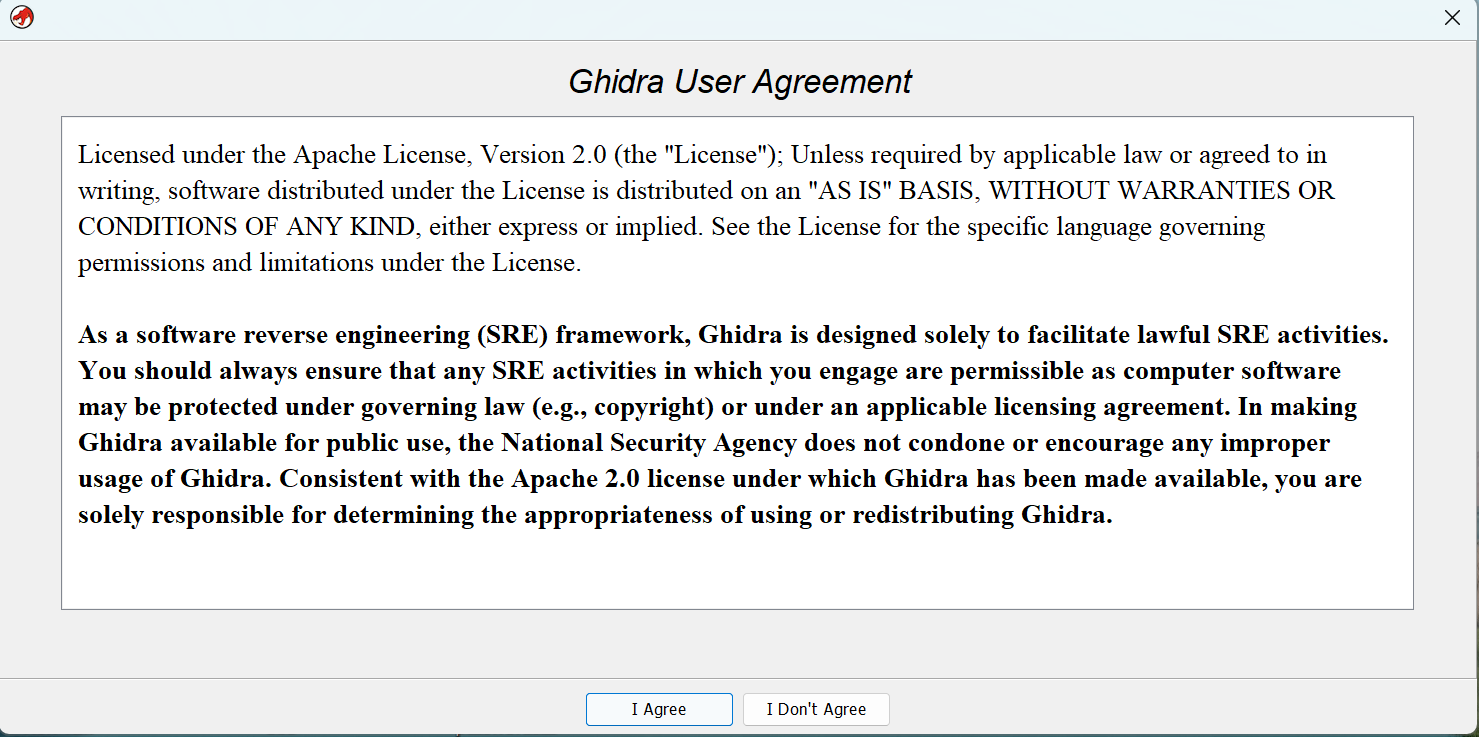 Ghidra User Agreement
Licensed under the Apache License, Version 2.0 (the "License"); Unless required by applicable law or agreed to in
writing, software distributed under the License is distributed on an "AS IS" BASIS, WITHOUT WARRANTIES OR
CONDITIONS OF ANY KIND, either express or implied. See the License for the specific language governing
permissions and limitations under the License.
As a software reverse engineering (SRE) framework, Ghidra is designed solely to facilitate lawful SRE activities.
You should always ensure that any SRE activities in which you engage are permissible as computer software
may be protected under governing law (e.g., copyright) or under an applicable licensing agreement. In making
Ghidra available for public use, the National Security Agency does not condone or encourage any improper
usage of Ghidra. Consistent with the Apache 2.0 license under which Ghidra has been made available, you are
solely responsible for determining the appropriateness of using or redistributing Ghidra.
I Agree
I Don't Agree